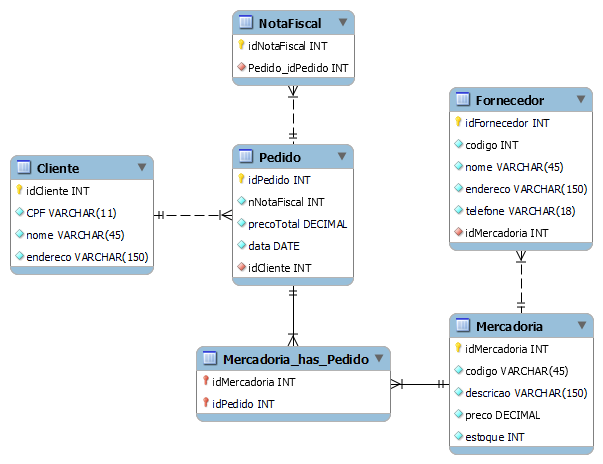 NotaFiscal
idNotaFiscal INT
Pedido_idPedido INT
Fornecedor
idFornecedor INT
codigo INT
nome VARCHAR(45)
endereco VARCHAR(150)
telefone VARCHAR(18)
idMercadoria INT
Cliente
idCliente INT
CPF VARCHAR(11)
nome VARCHAR(45)
endereco VARCHAR(150)
Pedido
idPedido INT
nNotaFiscal INT
precoTotal DECIMAL
data DATE
idCliente INT
Mercadoria_has_Pedido
idMercadoria INT
idPedido INT
Mercadoria
idMercadoria INT
codigo VARCHAR(45)
descricao VARCHAR(150)
preco DECIMAL
estoque INT